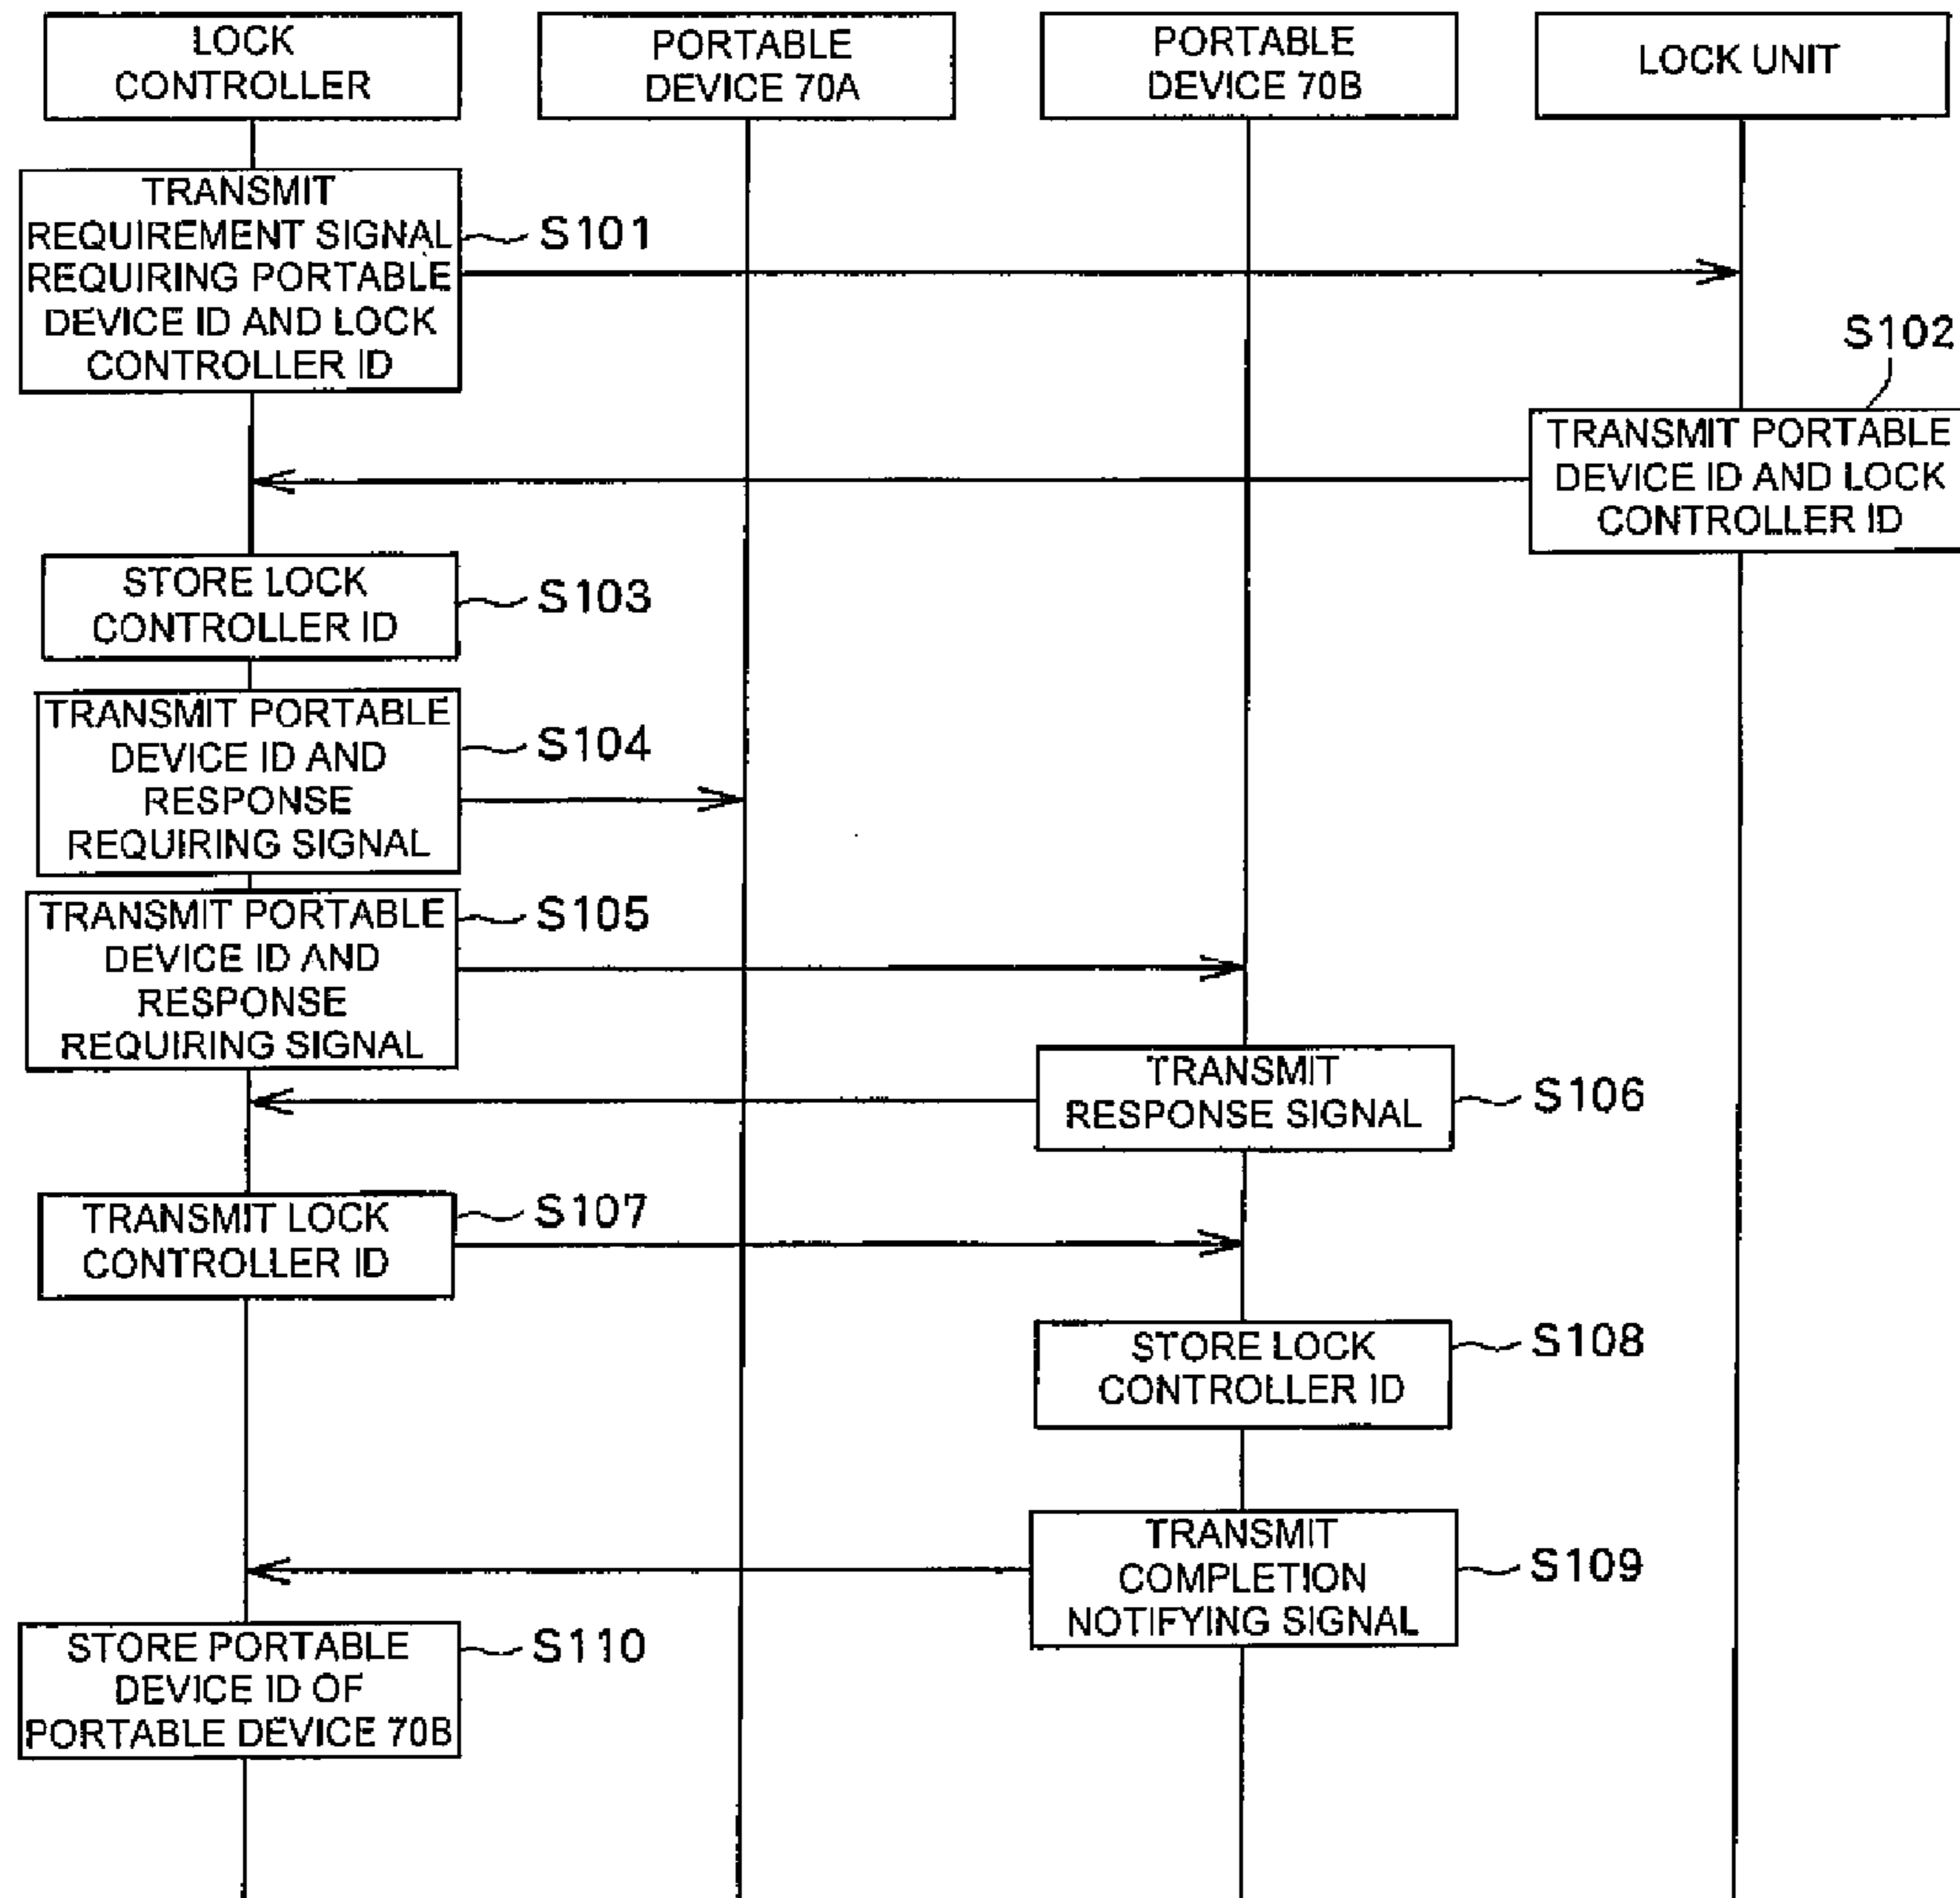 LOCK
CONTROLLER
PORTABLE
DEVICE 70A
PORTABLE
DEVICE 70B
LOCK UNIT
TRANSMIT
REQUIREMENT SIGNAL
REQUIRING PORTABLE
DEVICE ID AND LOCK
CONTROLLER ID
S101
S102
TRANSMIT PORTABLE
DEVICE ID AND LOCK
CONTROLLER ID
STORE LOCK
CONTROLLER ID
S103
TRANSMIT PORTABLE
DEVICE ID AND
RESPONSE
REQUIRING SIGNAL
S104
TRANSMIT PORTABLE
DEVICE ID AND
RESPONSE
REQUIRING SIGNAL
S105
TRANSMIT
RESPONSE SIGNAL
S106
TRANSMIT LOCK
CONTROLLER ID
S107
STORE LOCK
CONTROLLER ID
S108
TRANSMIT
COMPLETION
NOTIFYING SIGNAL
S109
STORE PORTABLE
DEVICE ID OF
PORTABLE DEVICE 70B
S110